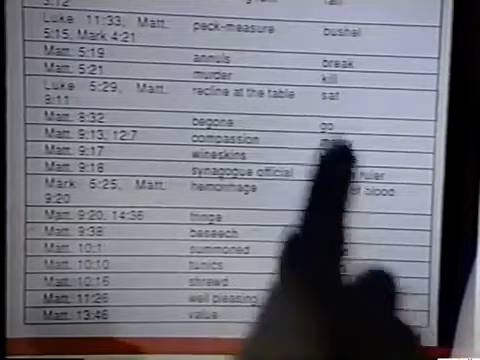 Luke 11:33, Matt. 5:15, Mark 4:21 peck-measure bushel
Matt. 5:19 annuls break
Matt. 5:21 murder kill
Luke 5:29, Matt. 9:11 recline at the table sat
Matt. 8:32 begone go
Matt. 9:13, 12:7 compassion
Matt. 9:17 wineskins
Matt. 9:18 synagogue official ruler
Mark 5:25, Matt. 9:20 hemorrhage of blood
Matt. 9:20, 14:36 fringe
Matt. 9:38 beseech
Matt. 10:1 summoned
Matt. 10:10 tunics
Matt. 10:16 shrewd
Matt. 11:26 well pleasing
Matt. 13:46 value